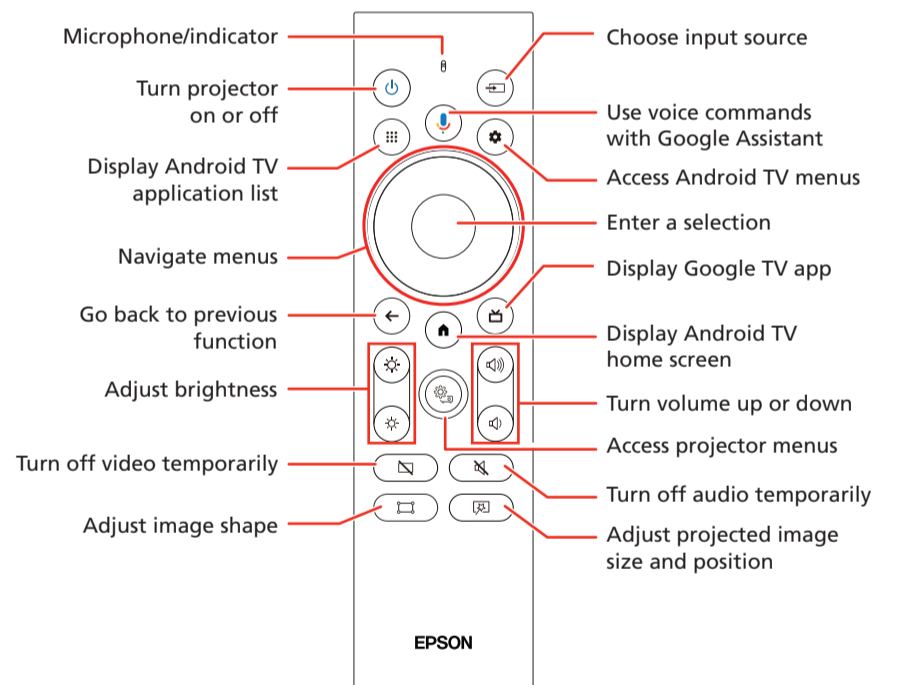 Microphone/indicator
Turn projector
on or off
Display Android TV
application list
Navigate menus
Go back to previous
function
Adjust brightness
Turn off video temporarily
Adjust image shape
Choose input source
Use voice commands
with Google Assistant
Access Android TV menus
Enter a selection
Display Google TV app
Display Android TV
home screen
Turn volume up or down
Access projector menus
Turn off audio temporarily
Adjust projected image
size and position
EPSON